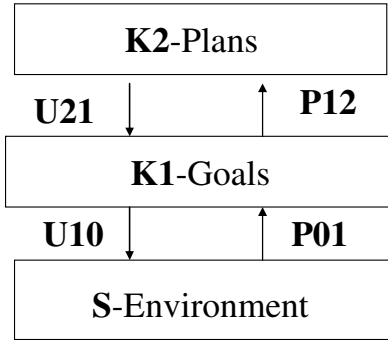 K2-Plans
U21 P12
K1-Goals
U10 P01
S-Environment